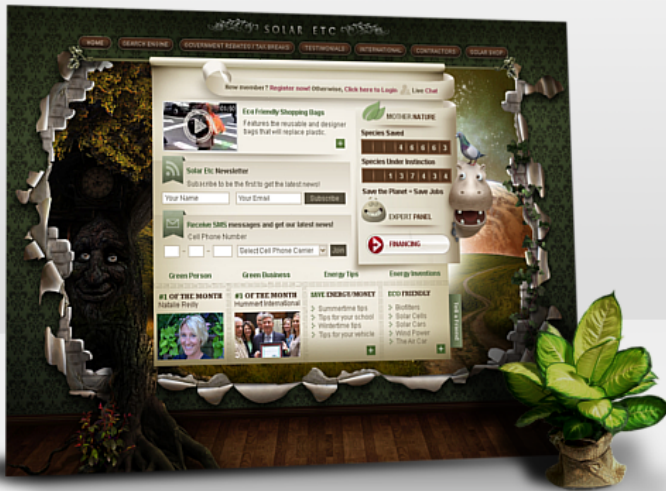 SOLAR ETC
HOME
SEARCH ENGINE
GOVERNMENT REBATES / TAX BREAKS
TESTIMONIALS
INTERNATIONAL
CONTRACTORS
SOLAR SHOP
New member? Register now! Otherwise, Click here to Login
Live Chat
Eco Friendly Shopping Bags
Features the reusable and designer
bags that will replace plastic.
Solar Etc Newsletter
Subscribe to be the first to get the latest news!
Your Name
Your Email
Subscribe
Receive SMS messages and get our latest news!
Cell Phone Number
Select Cell Phone Carrier
Join
MOTHER NATURE
Species Saved
4 6 6 6 3
Species Under Instinction
1 3 7 4 3 4
Save the Planet + Save Jobs
EXPERT PANEL
FINANCING
Green Person
Green Business
Energy Tips
Energy Inventions
#1 OF THE MONTH
Natalie Reidy
#1 OF THE MONTH
Hummert International
SAVE ENERGY/MONEY
Summertime tips
Tips for your school
Wintertime tips
Tips for your vehicle
ECO FRIENDLY
Biofilters
Solar Cells
Solar Cars
Wind Power
The Air Car